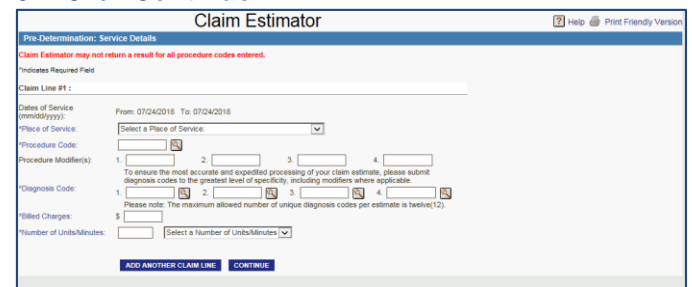 Claim Estimator
? Help Print Friendly Version
Pre-Determination: Service Details
Claim Estimator may not return a result for all procedure codes entered.
*Indicates Required Field
Claim Line #1 :
Dates of Service
(mm/dd/yyyy):
From: 07/24/2018 To: 07/24/2018
*Place of Service: Select a Place of Service:
*Procedure Code:
Procedure Modifier(s): 1. 2. 3. 4.
To ensure the most accurate and expedited processing of your claim estimate, please submit
diagnosis codes to the greatest level of specificity, including modifiers where applicable.
*Diagnosis Code: 1. 2. 3. 4.
Please note: The maximum allowed number of unique diagnosis codes per estimate is twelve(12).
*Billed Charges: $
*Number of Units/Minutes: Select a Number of Units/Minutes
ADD ANOTHER CLAIM LINE CONTINUE